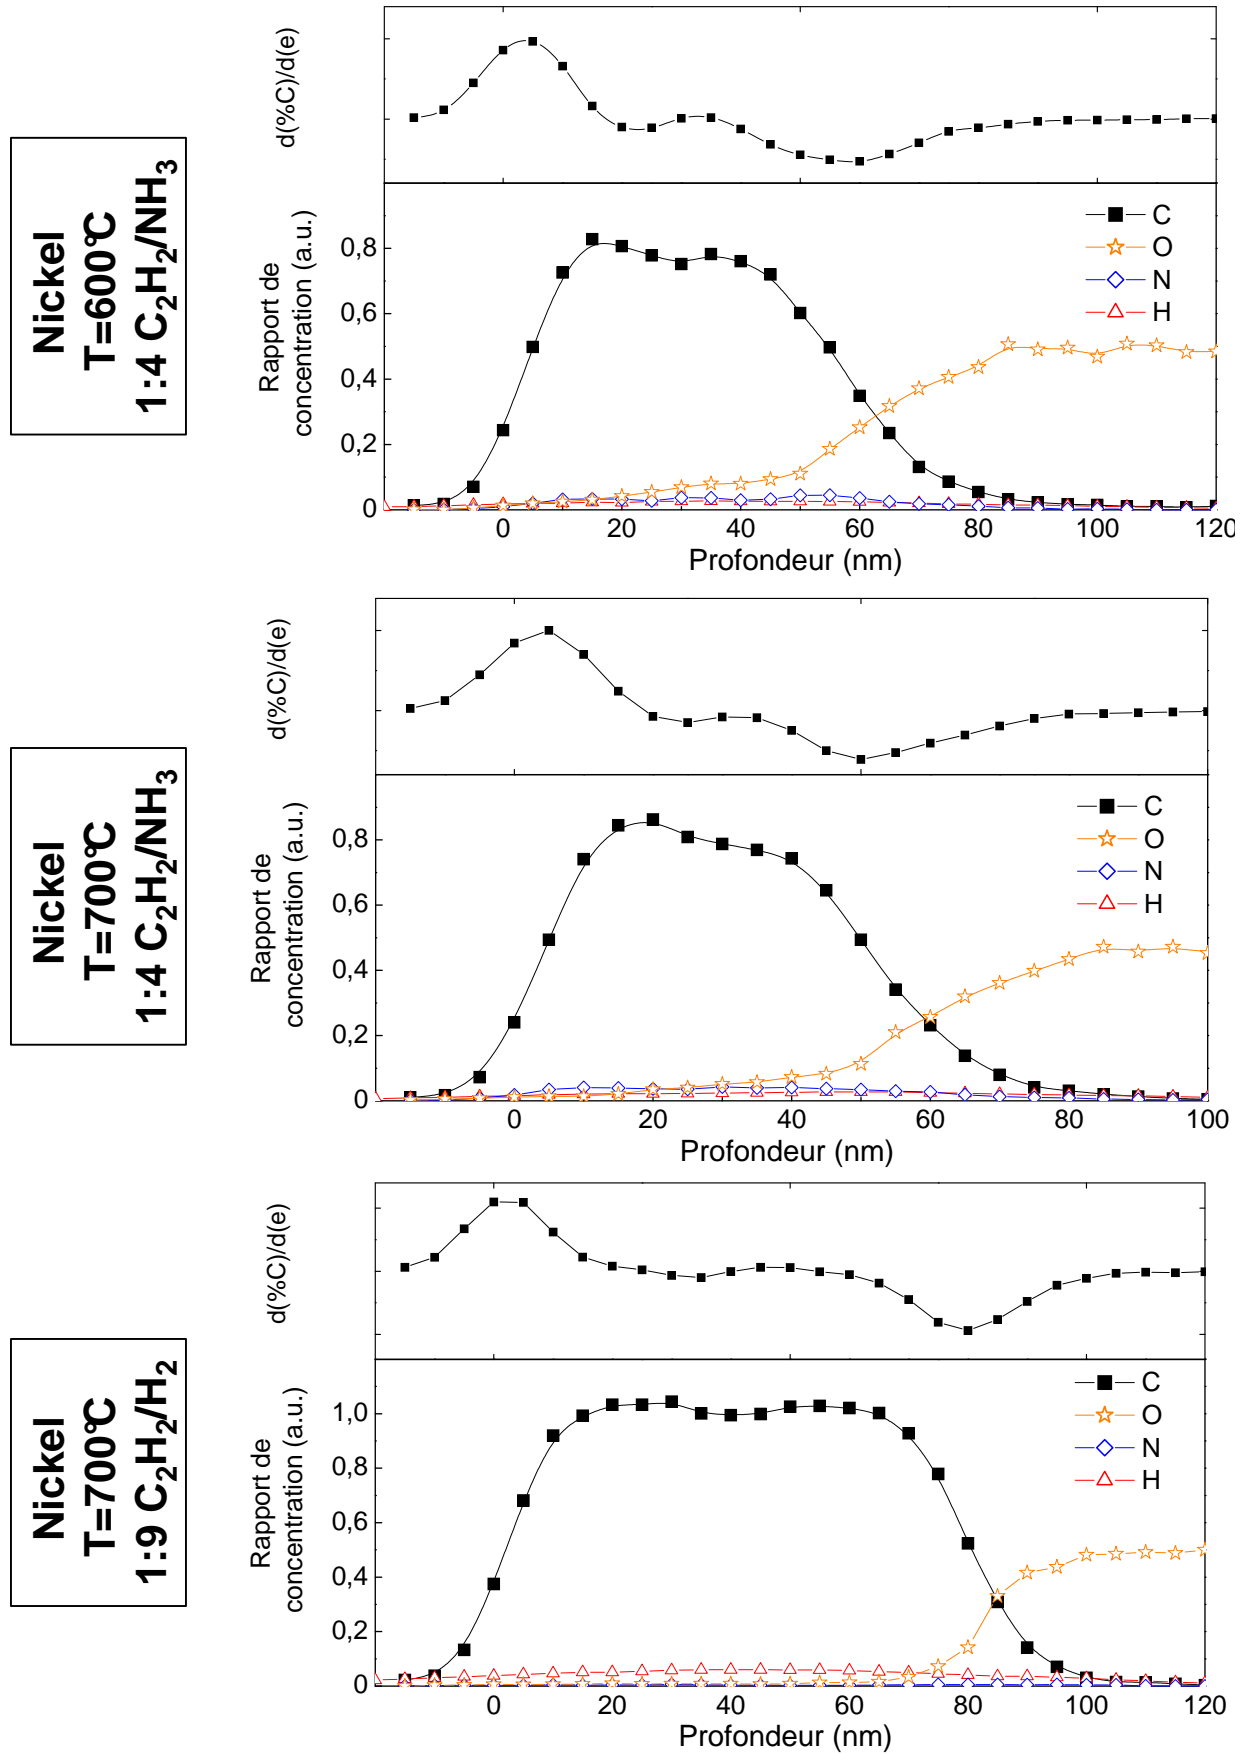 Nickel
T=600°C
1:4 C₂H₂/NH₃
d(%C)/d(e)
Rapport de
concentration (a.u.)
0,8
0,6
0,4
0,2
0
C
O
N
H
0 20 40 60 80 100 120
Profondeur (nm)
Nickel
T=700°C
1:4 C₂H₂/NH₃
d(%C)/d(e)
Rapport de
concentration (a.u.)
0,8
0,6
0,4
0,2
0
C
O
N
H
0 20 40 60 80 100
Profondeur (nm)
Nickel
T=700°C
1:9 C₂H₂/H₂
d(%C)/d(e)
Rapport de
concentration (a.u.)
1,0
0,8
0,6
0,4
0,2
0
C
O
N
H
0 20 40 60 80 100 120
Profondeur (nm)